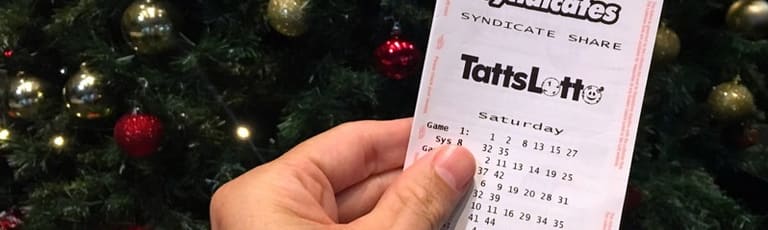 Syndicates
SYNDICATE SHARE
TattsLotto
Saturday
Game 1: 1 2 8 13 15 27
Sys 8 32 35
2 11 13 14 19 25
37 42
6 9 19 20 28 31
32 39
10 11 16 29 34 35
41 44